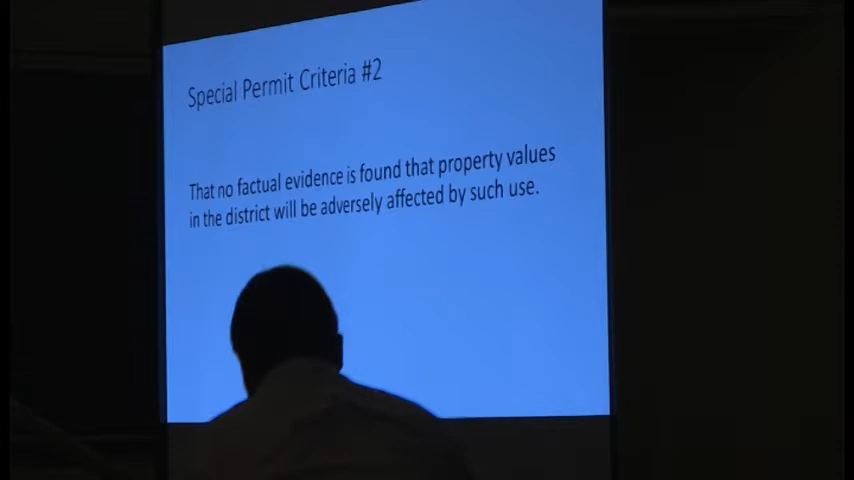 Special Permit Criteria #2
That no factual evidence is found that property values
in the district will be adversely affected by such use.